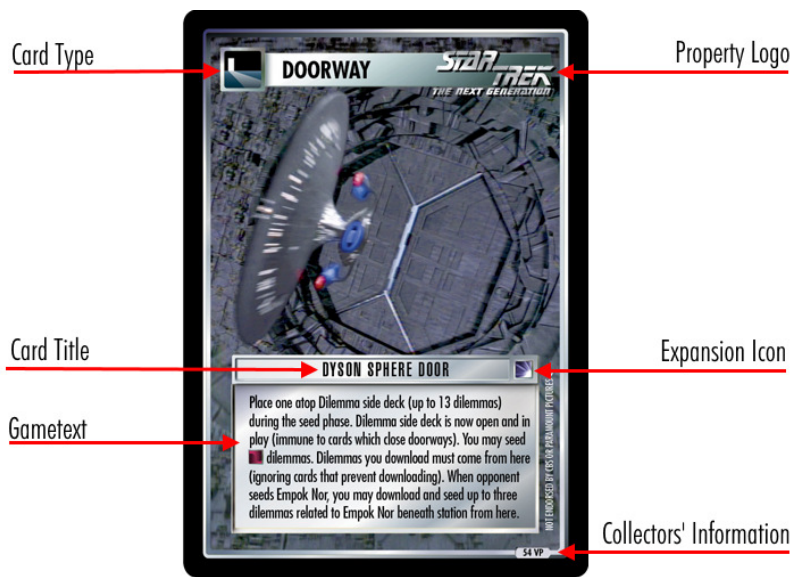 Card Type
Property Logo
DOORWAY
STAR TREK
THE NEXT GENERATION
Card Title
Expansion Icon
DYSON SPHERE DOOR
Gametext
Place one atop Dilemma side deck (up to 13 dilemmas)
during the seed phase. Dilemma side deck is now open and in
play (immune to cards which close doorways). You may seed
dilemmas. Dilemmas you download must come from here
(ignoring cards that prevent downloading). When opponent
seeds Empok Nor, you may download and seed up to three
dilemmas related to Empok Nor beneath station from here.
NOT ENDORSED BY CBS OR PARAMOUNT PICTURES
Collectors' Information
54 VP